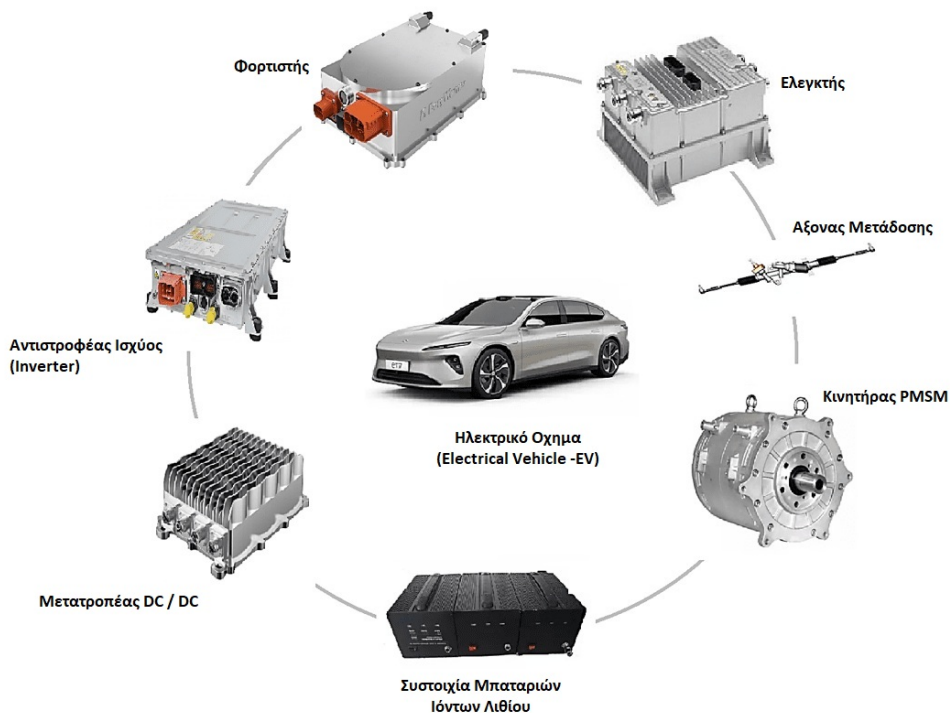 Φορτιστής
Ελεγκτής
Αξονας Μετάδοσης
Αντιστροφέας Ισχύος
(Inverter)
ET7
Κινητήρας PMSM
Ηλεκτρικό Οχημα
(Electrical Vehicle -EV)
Μετατροπέας DC / DC
Συστοιχία Μπαταριών
Ιόντων Λιθίου